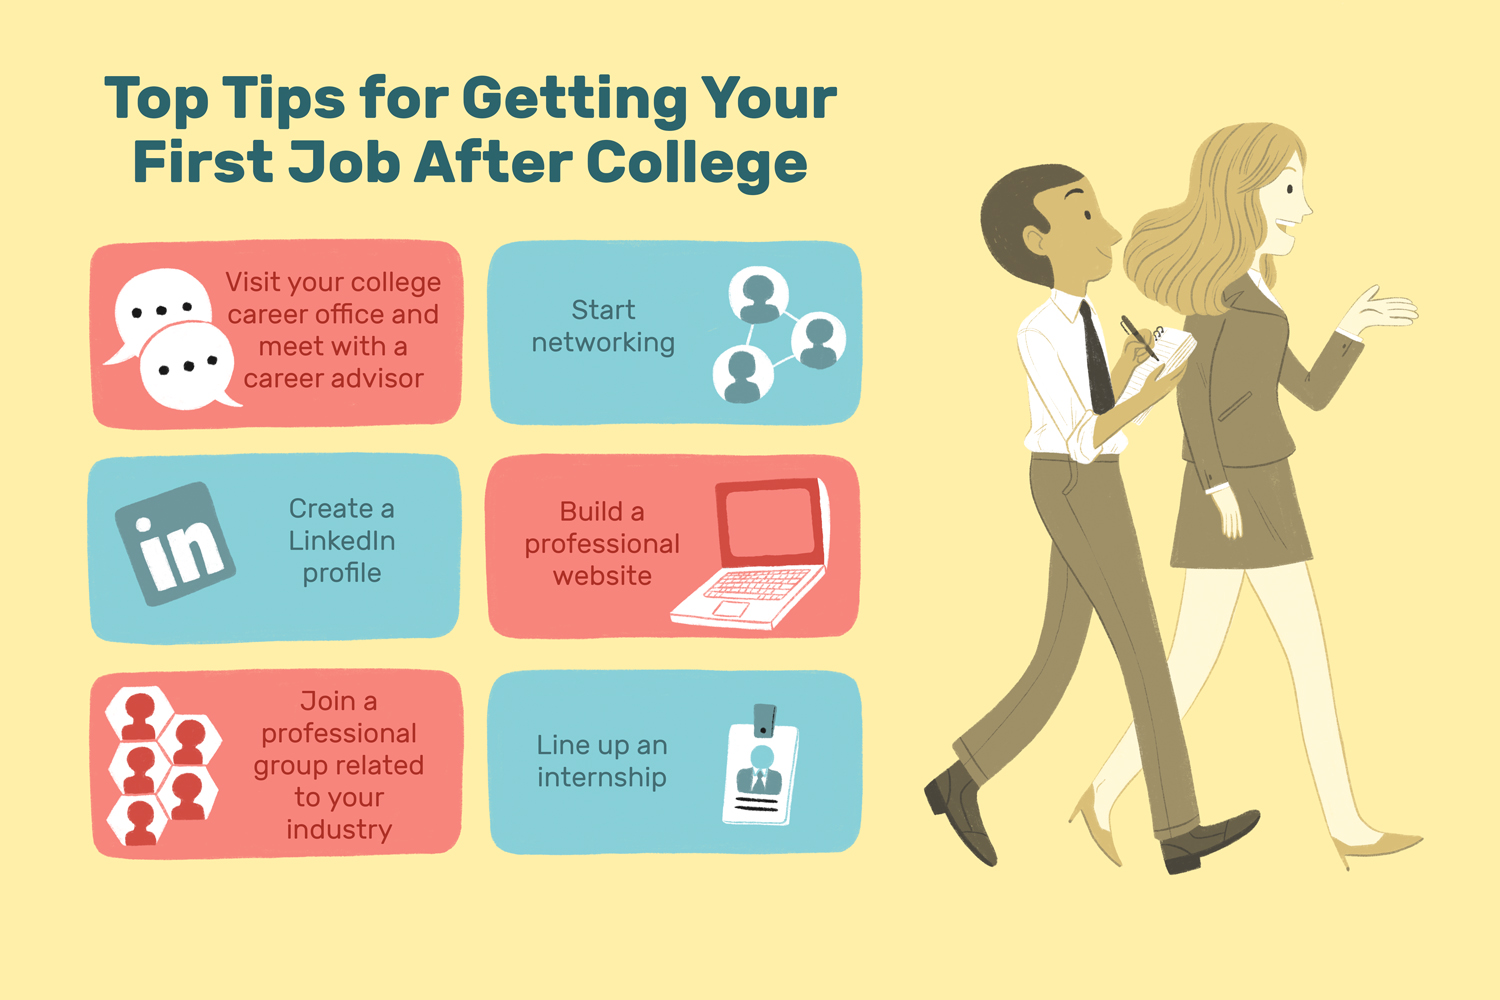 Top Tips for Getting Your
First Job After College
Visit your college
career office and
meet with a
career advisor
Start
networking
in
Create a
LinkedIn
profile
Build a
professional
website
Join a
professional
group related
to your
industry
Line up an
internship